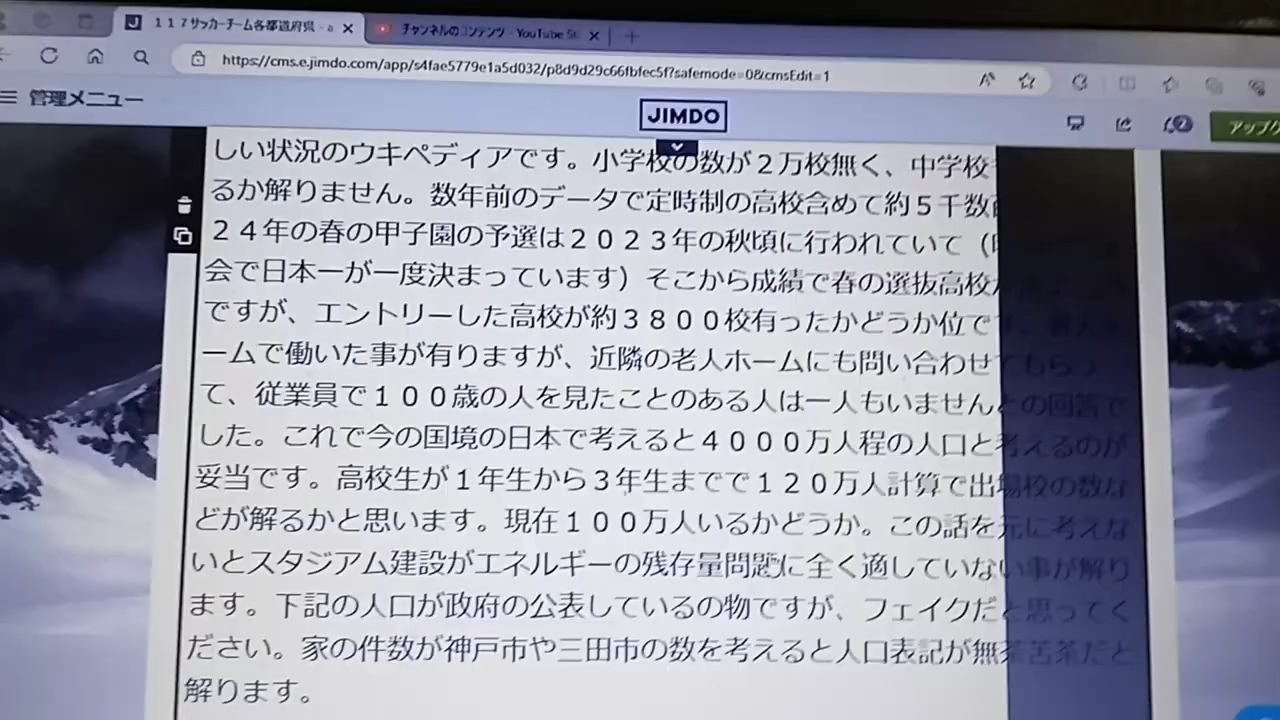 １１７サッカーチーム各都道府県 - a
チャンネルのコンテンツ - YouTube St
https://cms.e.jimdo.com/app/s4fae5779e1a5d032/p8d9d29c66fbfec5f?safemode=0&cmsEdit=1
管理メニュー
JIMDO
アップグ
しい状況のウキペディアです。小学校の数が２万校無く、中学校
るか解りません。数年前のデータで定時制の高校含めて約５千数
２４年の春の甲子園の予選は２０２３年の秋頃に行われていて（
会で日本一が一度決まっています）そこから成績で春の選抜高校
ですが、エントリーした高校が約３８００校有ったかどうか位です。
ームで働いた事が有りますが、近隣の老人ホームにも問い合わせてもらっ
て、従業員で１００歳の人を見たことのある人は一人もいませんとの回答で
した。これで今の国境の日本で考えると４０００万人程の人口と考えるのが
妥当です。高校生が１年生から３年生までで１２０万人計算で出場校の数な
どが解るかと思います。現在１００万人いるかどうか。この話を元に考えな
いとスタジアム建設がエネルギーの残存量問題に全く適していない事が解り
ます。下記の人口が政府の公表しているの物ですが、フェイクだと思ってく
ださい。家の件数が神戸市や三田市の数を考えると人口表記が無茶苦茶だと
解ります。